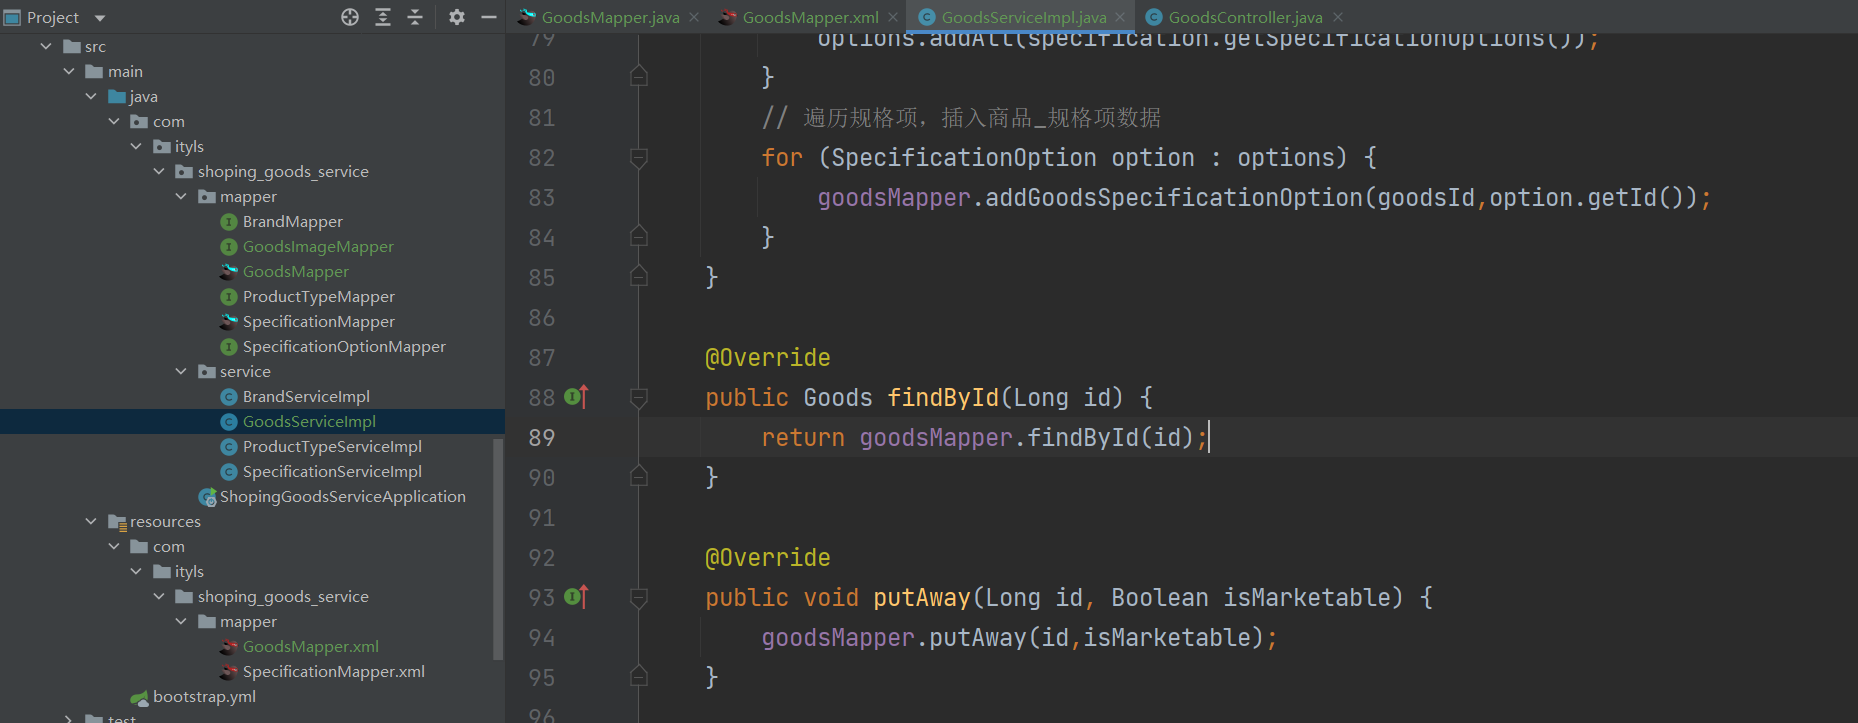 Project
src
main
java
com
ityls
shoping_goods_service
mapper
BrandMapper
GoodsImageMapper
GoodsMapper
ProductTypeMapper
SpecificationMapper
SpecificationOptionMapper
service
BrandServiceImpl
GoodsServiceImpl
ProductTypeServiceImpl
SpecificationServiceImpl
ShopingGoodsServiceApplication
resources
com
ityls
shoping_goods_service
mapper
GoodsMapper.xml
SpecificationMapper.xml
bootstrap.yml
test
GoodsMapper.java GoodsMapper.xml GoodsServiceImpl.java GoodsController.java
79 options.addAll(specification.getSpecificationOptions());
80 }
81 // 遍历规格项，插入商品_规格项数据
82 for (SpecificationOption option : options) {
83 goodsMapper.addGoodsSpecificationOption(goodsId,option.getId());
84 }
85 }
86
87 @Override
88 public Goods findById(Long id) {
89 return goodsMapper.findById(id);
90 }
91
92 @Override
93 public void putAway(Long id, Boolean isMarketable) {
94 goodsMapper.putAway(id,isMarketable);
95 }
96